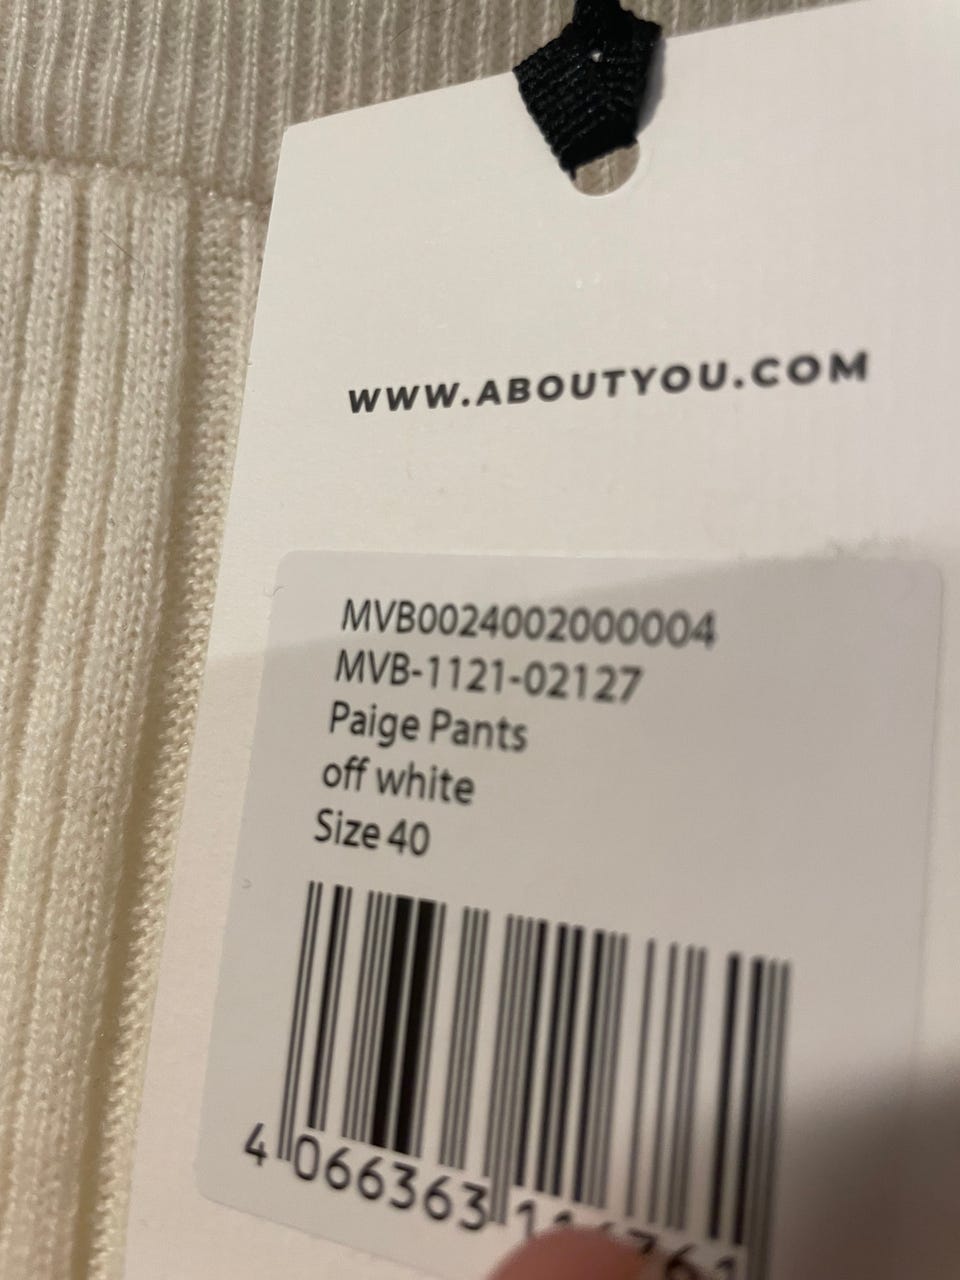 WWW.ABOUTYOU.COM
MVB0024002000004
MVB-1121-02127
Paige Pants
off white
Size 40
4 066363